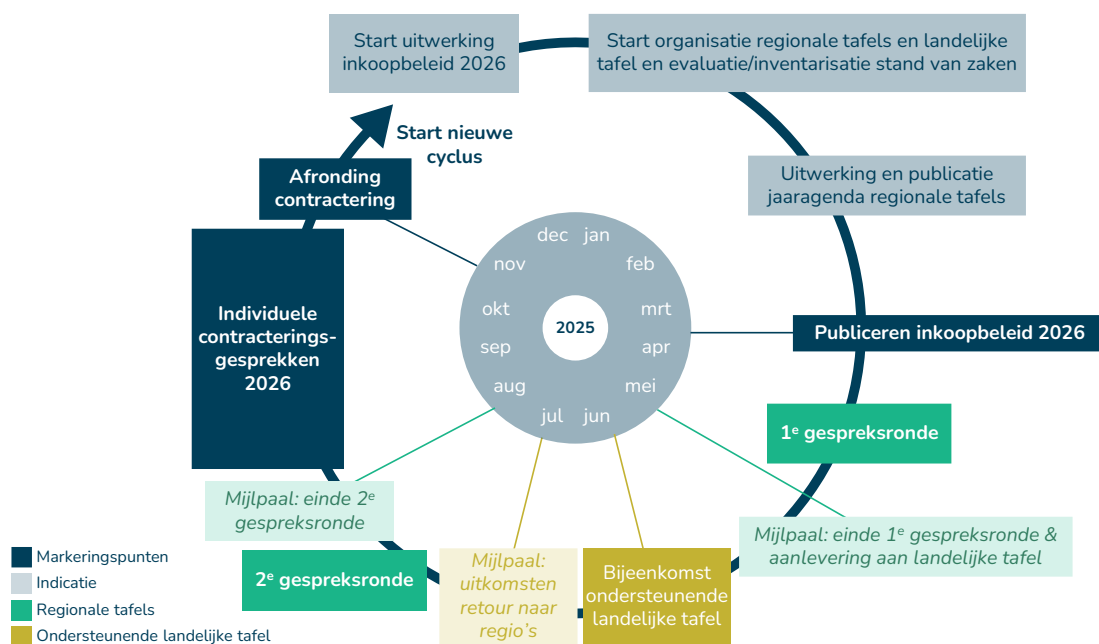 Start uitwerking
inkoopbeleid 2026
Start organisatie regionale tafels en landelijke
tafel en evaluatie/inventarisatie stand van zaken
Start nieuwe
cyclus
Afronding
contractering
Uitwerking en publicatie
jaaragenda regionale tafels
dec jan
nov feb
okt mrt
2025
sep apr
aug mei
jul jun
Individuele
contracterings-
gesprekken
2026
Publiceren inkoopbeleid 2026
1e gespreksronde
Mijlpaal: einde 2e
gespreksronde
Mijlpaal: einde 1e gespreksronde &
aanlevering aan landelijke tafel
2e gespreksronde
Mijlpaal:
uitkomsten
retour naar
regio's
Bijeenkomst
ondersteunende
landelijke tafel
Markeringspunten
Indicatie
Regionale tafels
Ondersteunende landelijke tafel